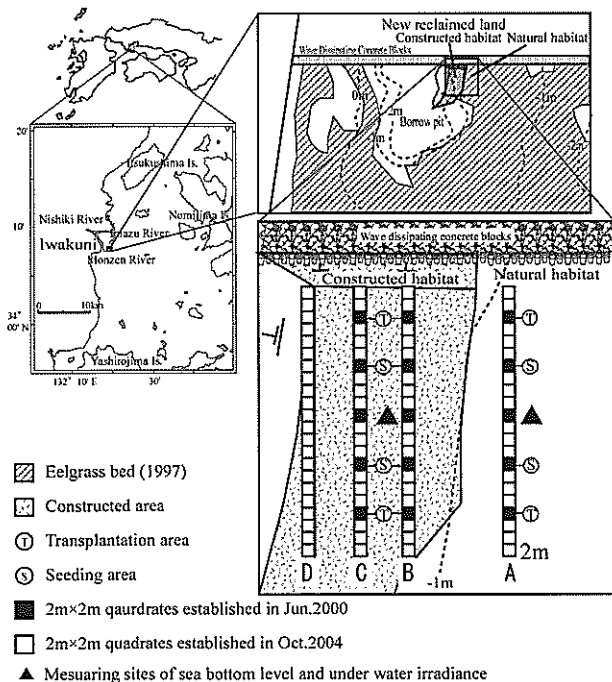 New reclaimed land
Constructed habitat Natural habitat
Wave Dissipating Concrete Blocks
0m
-2m
-1m
Borrow pit
-2m
20'
Itsukushima Is.
Nishiki River
Nomijima Is.
10'
Imazu River
Iwakuni
Monzen River
0 10km
34°
00' N
Yashirojima Is.
132° 10' E 30'
Wave dissipating concrete blocks
Constructed habitat
Natural habitat
T T
S S
S S
T T
D C B A 2m
-1m
Eelgrass bed (1997)
Constructed area
T Transplantation area
S Seeding area
2m×2m qaurdrates established in Jun.2000
2m×2m quadrates established in Oct.2004
Mesuaring sites of sea bottom level and under water irradiance